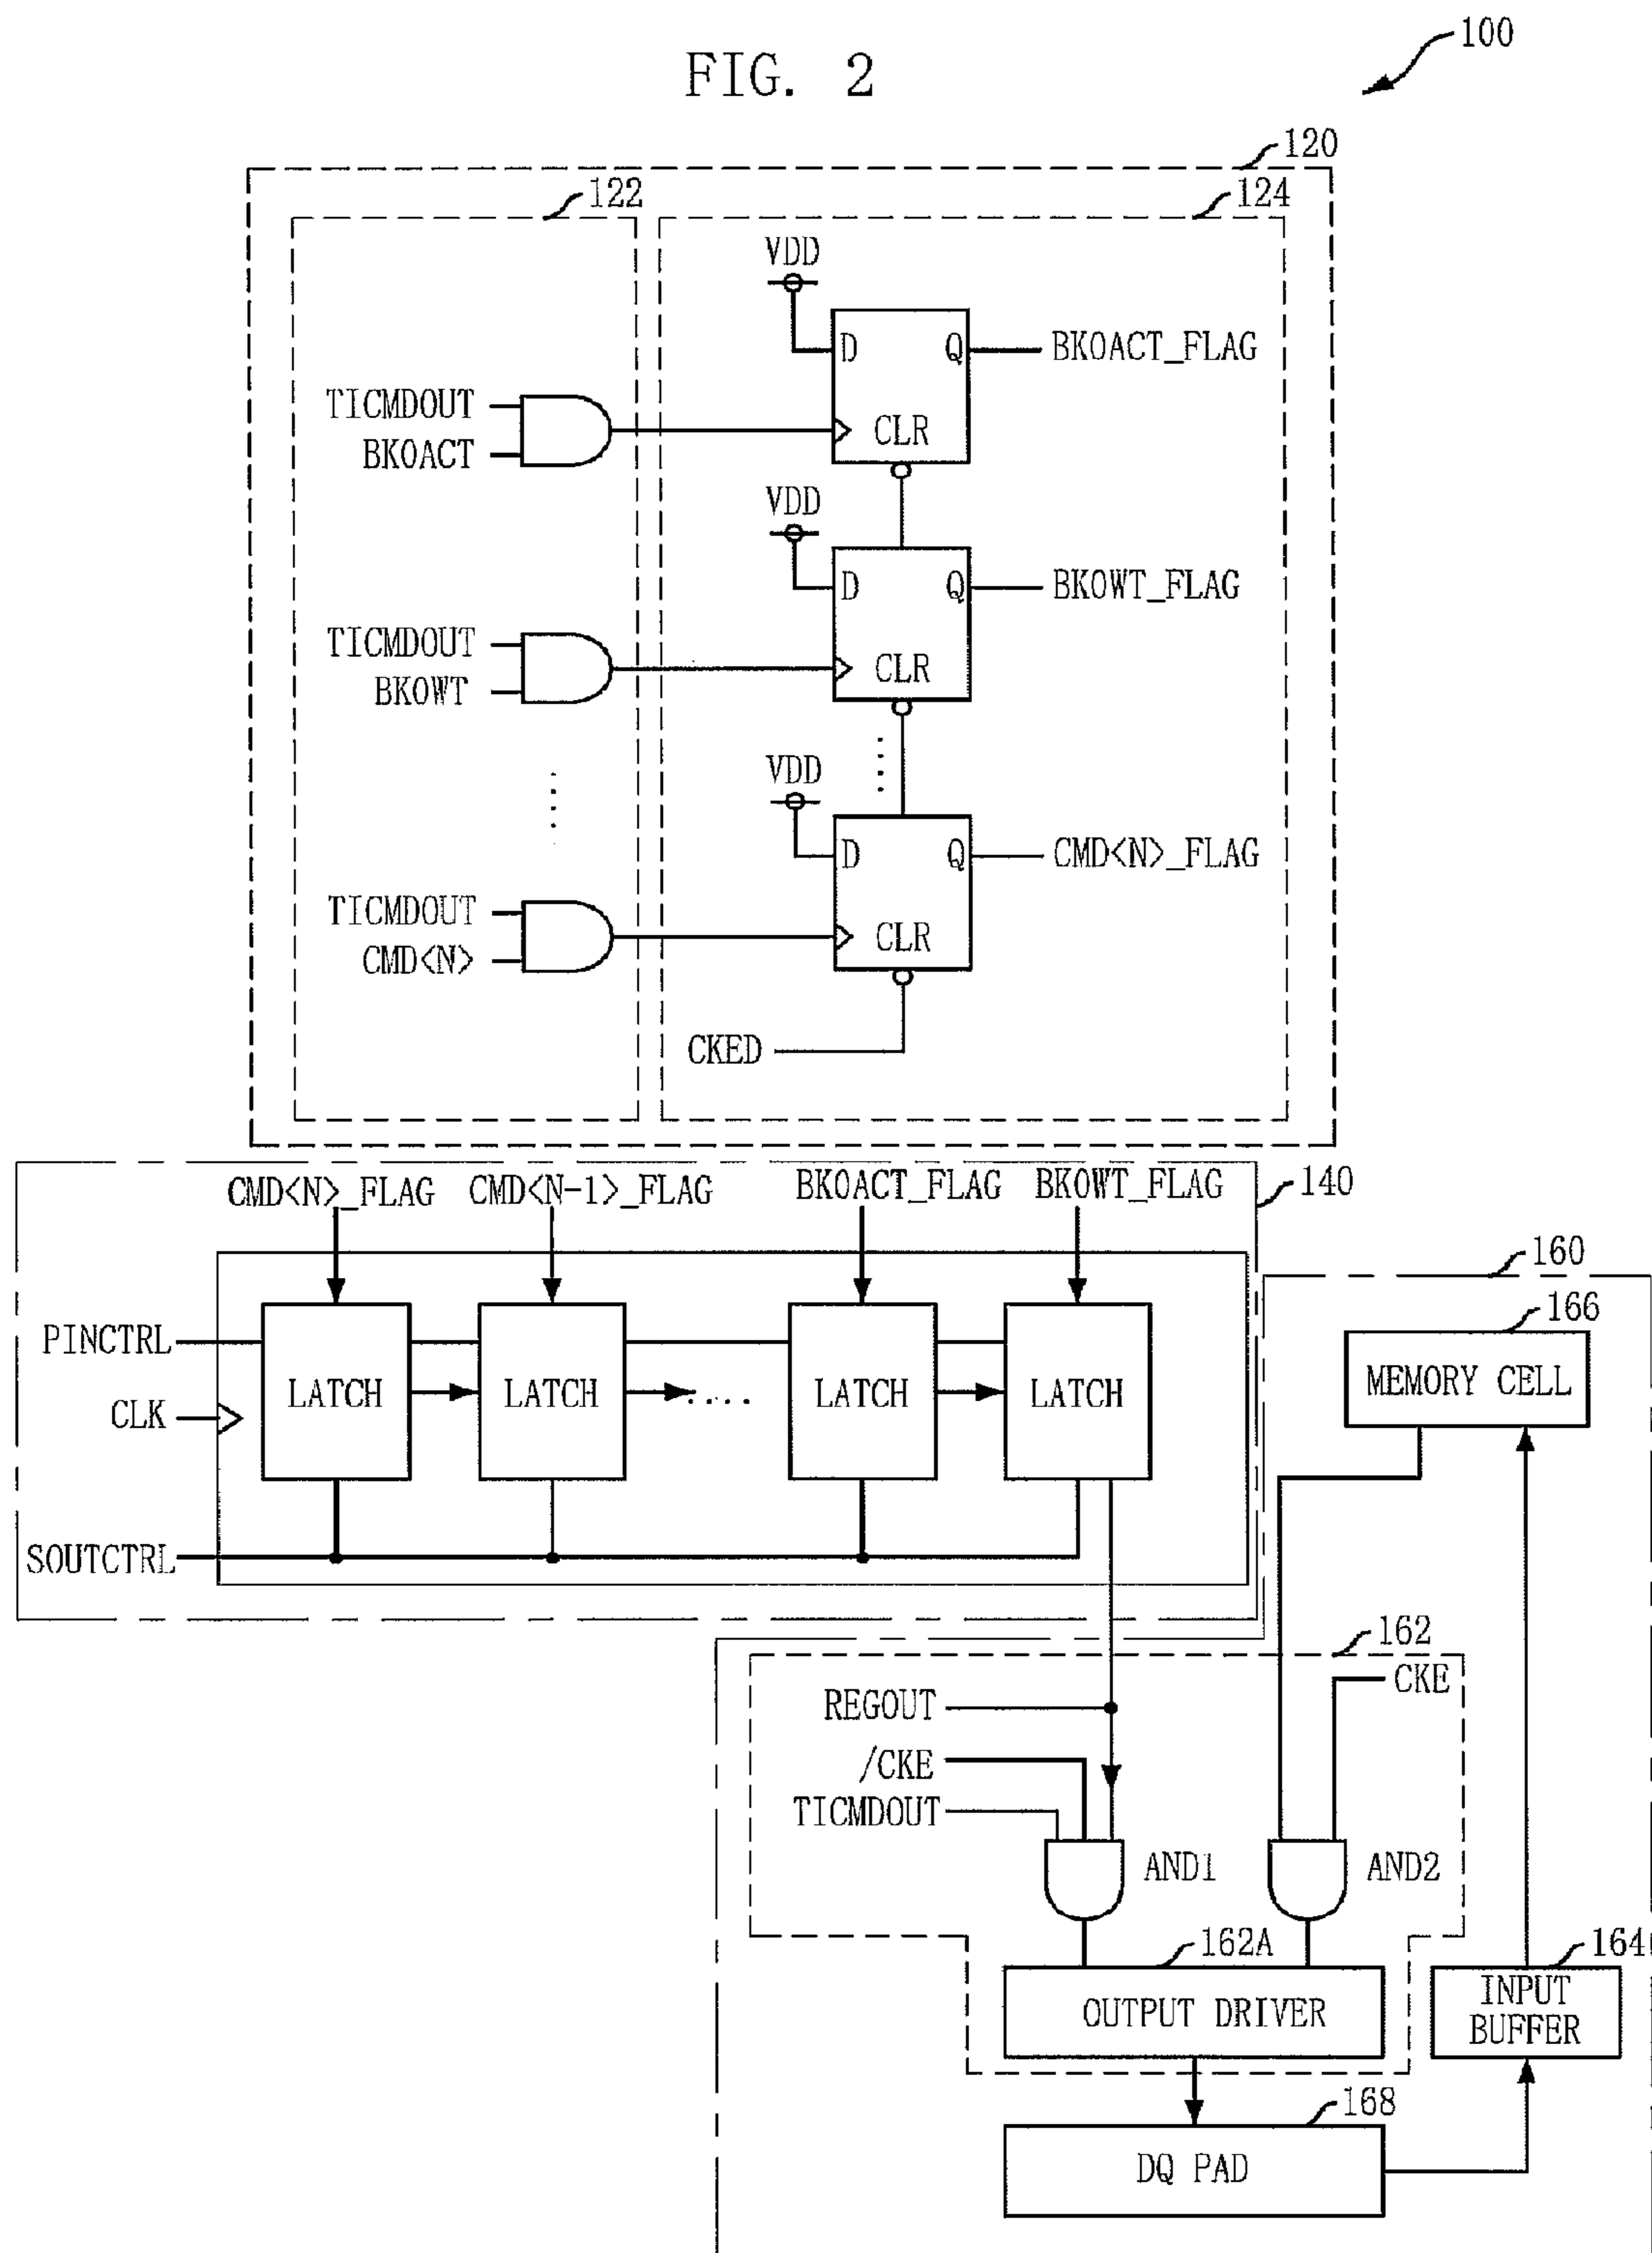 FIG. 2
100
120
122
124
VDD
D
Q
BK0ACT_FLAG
TICMDOUT
BK0ACT
CLR
VDD
D
Q
BK0WT_FLAG
TICMDOUT
BK0WT
CLR
VDD
D
Q
CMD<N>_FLAG
TICMDOUT
CMD<N>
CLR
CKED
CMD<N>_FLAG
CMD<N-1>_FLAG
BK0ACT_FLAG
BK0WT_FLAG
140
PINCTRL
CLK
LATCH
LATCH
LATCH
LATCH
SOUTCTRL
160
166
MEMORY CELL
162
CKE
REGOUT
/CKE
TICMDOUT
AND1
AND2
162A
OUTPUT DRIVER
164
INPUT
BUFFER
168
DQ PAD